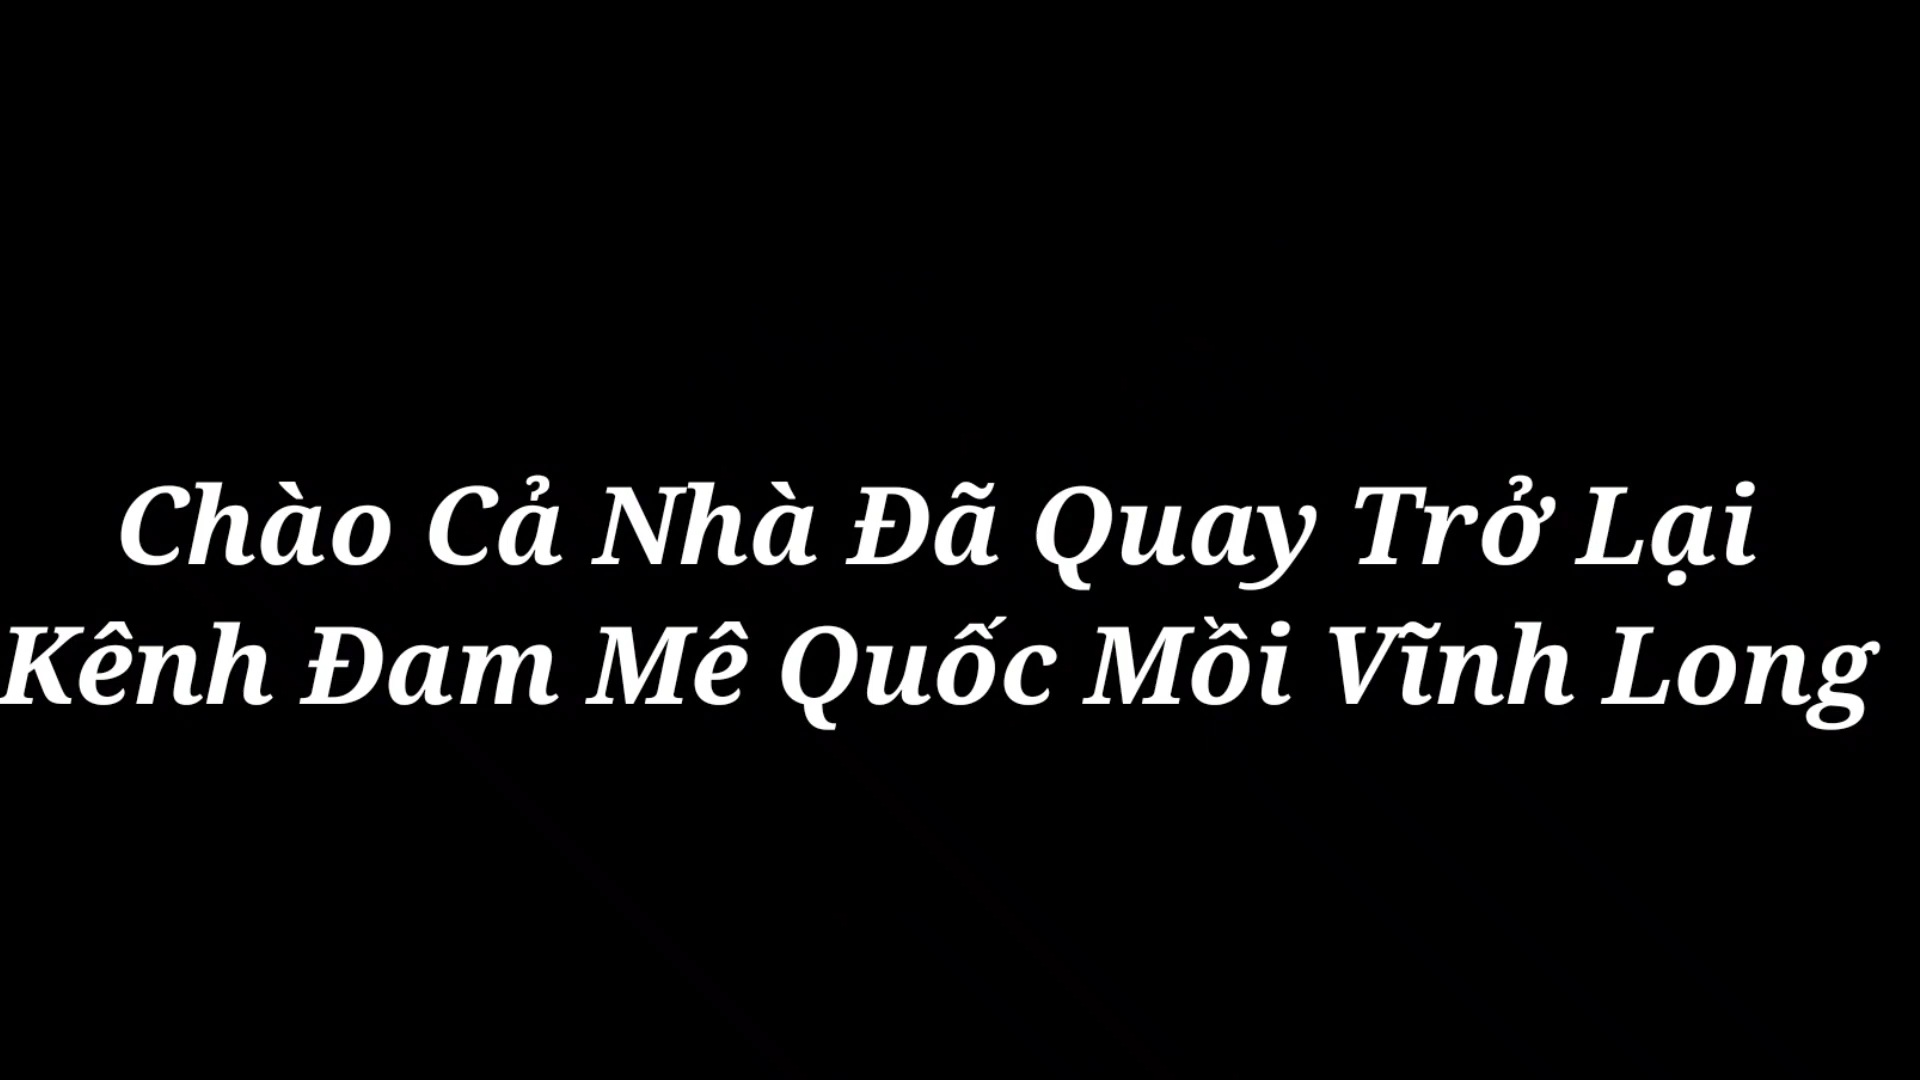 Chào Cả Nhà Đã Quay Trở Lại
Kênh Đam Mê Quốc Mồi Vĩnh Long